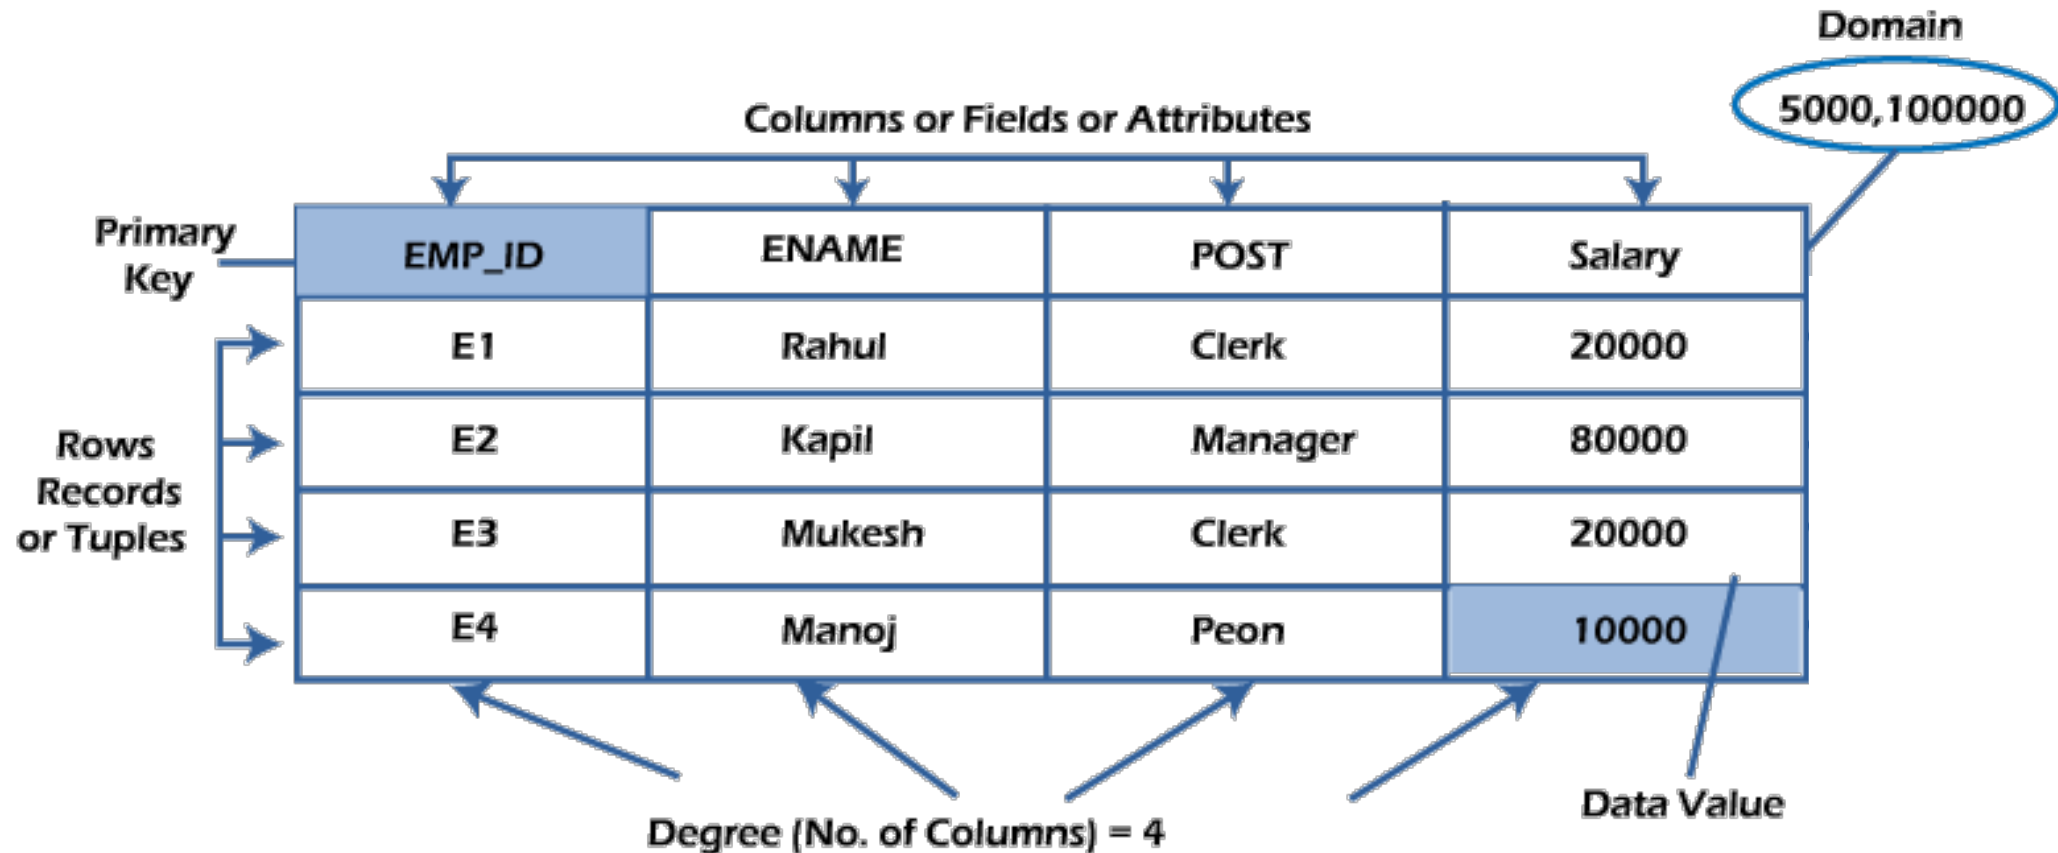 Domain
5000,100000
Columns or Fields or Attributes
Primary
Key
EMP_ID ENAME POST Salary
E1 Rahul Clerk 20000
E2 Kapil Manager 80000
E3 Mukesh Clerk 20000
E4 Manoj Peon 10000
Rows
Records
or Tuples
Data Value
Degree (No. of Columns) = 4